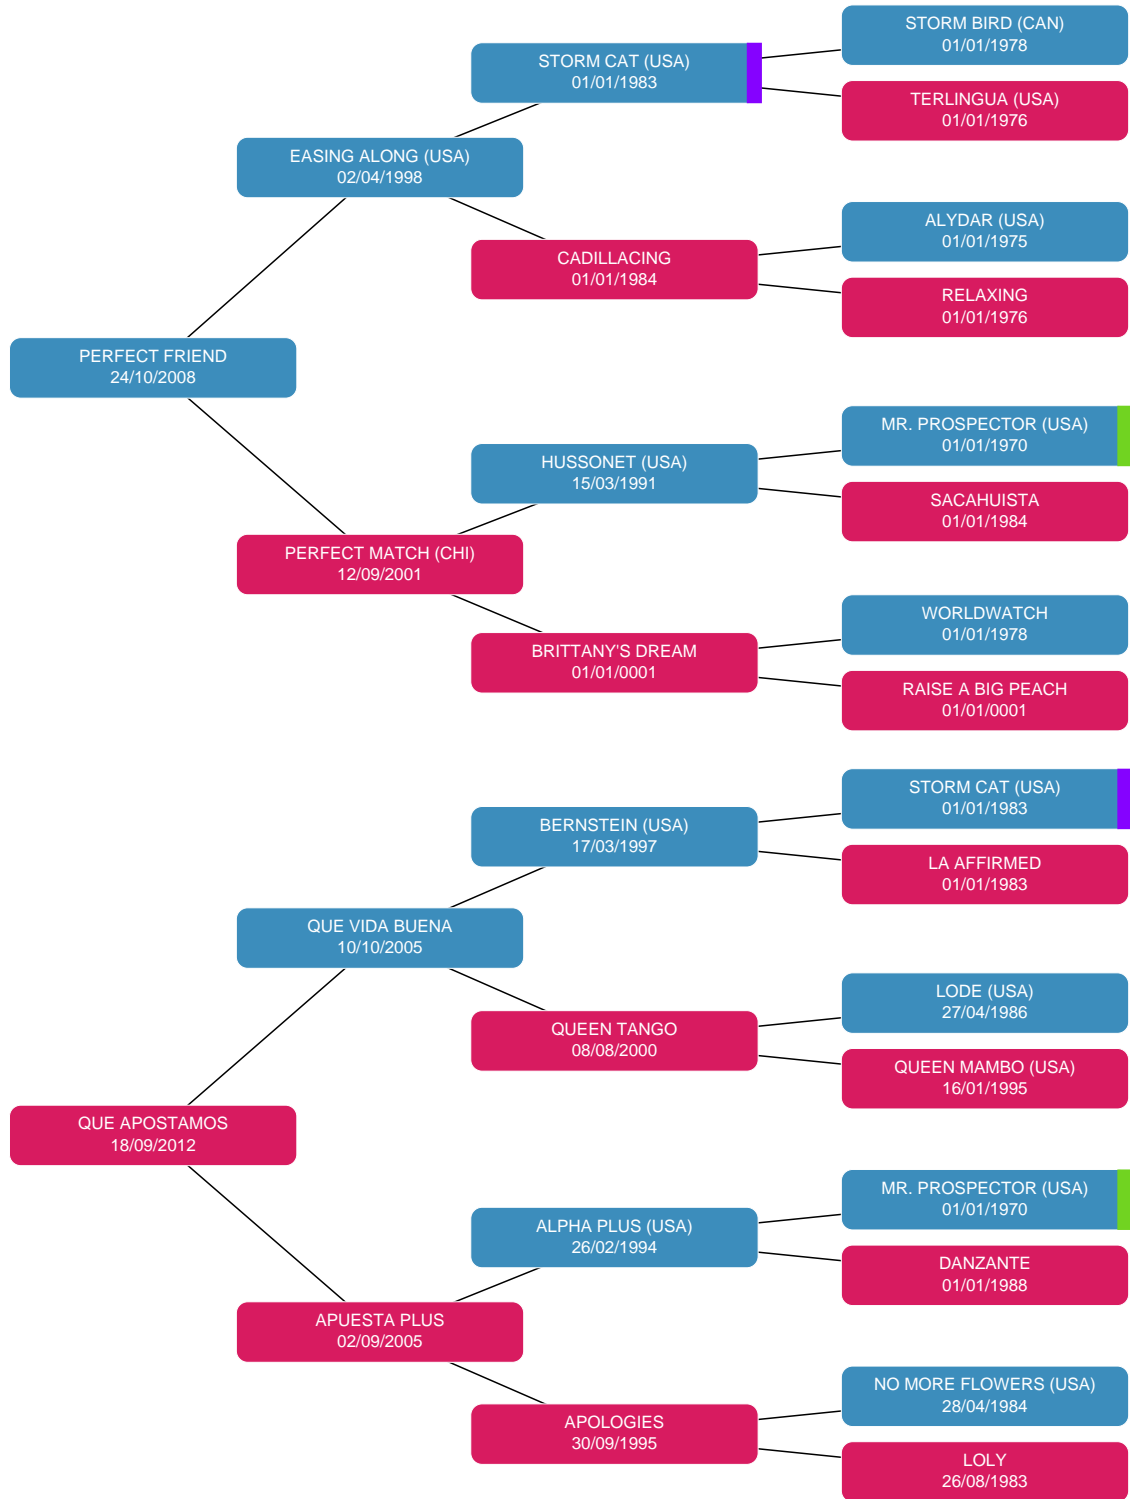 STORM BIRD (CAN)
01/01/1978
STORM CAT (USA)
01/01/1983
TERLINGUA (USA)
01/01/1976
EASING ALONG (USA)
02/04/1998
ALYDAR (USA)
01/01/1975
CADILLACING
01/01/1984
RELAXING
01/01/1976
PERFECT FRIEND
24/10/2008
MR. PROSPECTOR (USA)
01/01/1970
HUSSONET (USA)
15/03/1991
SACAHUISTA
01/01/1984
PERFECT MATCH (CHI)
12/09/2001
WORLDWATCH
01/01/1978
BRITTANY'S DREAM
01/01/0001
RAISE A BIG PEACH
01/01/0001
STORM CAT (USA)
01/01/1983
BERNSTEIN (USA)
17/03/1997
LA AFFIRMED
01/01/1983
QUE VIDA BUENA
10/10/2005
LODE (USA)
27/04/1986
QUEEN TANGO
08/08/2000
QUEEN MAMBO (USA)
16/01/1995
QUE APOSTAMOS
18/09/2012
MR. PROSPECTOR (USA)
01/01/1970
ALPHA PLUS (USA)
26/02/1994
DANZANTE
01/01/1988
APUESTA PLUS
02/09/2005
NO MORE FLOWERS (USA)
28/04/1984
APOLOGIES
30/09/1995
LOLY
26/08/1983